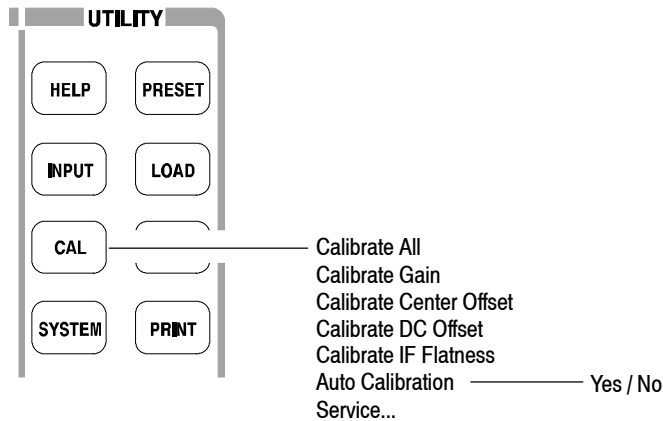 UTILITY
HELP PRESET
INPUT LOAD
CAL
SYSTEM PRINT
Calibrate All
Calibrate Gain
Calibrate Center Offset
Calibrate DC Offset
Calibrate IF Flatness
Auto Calibration Yes / No
Service...